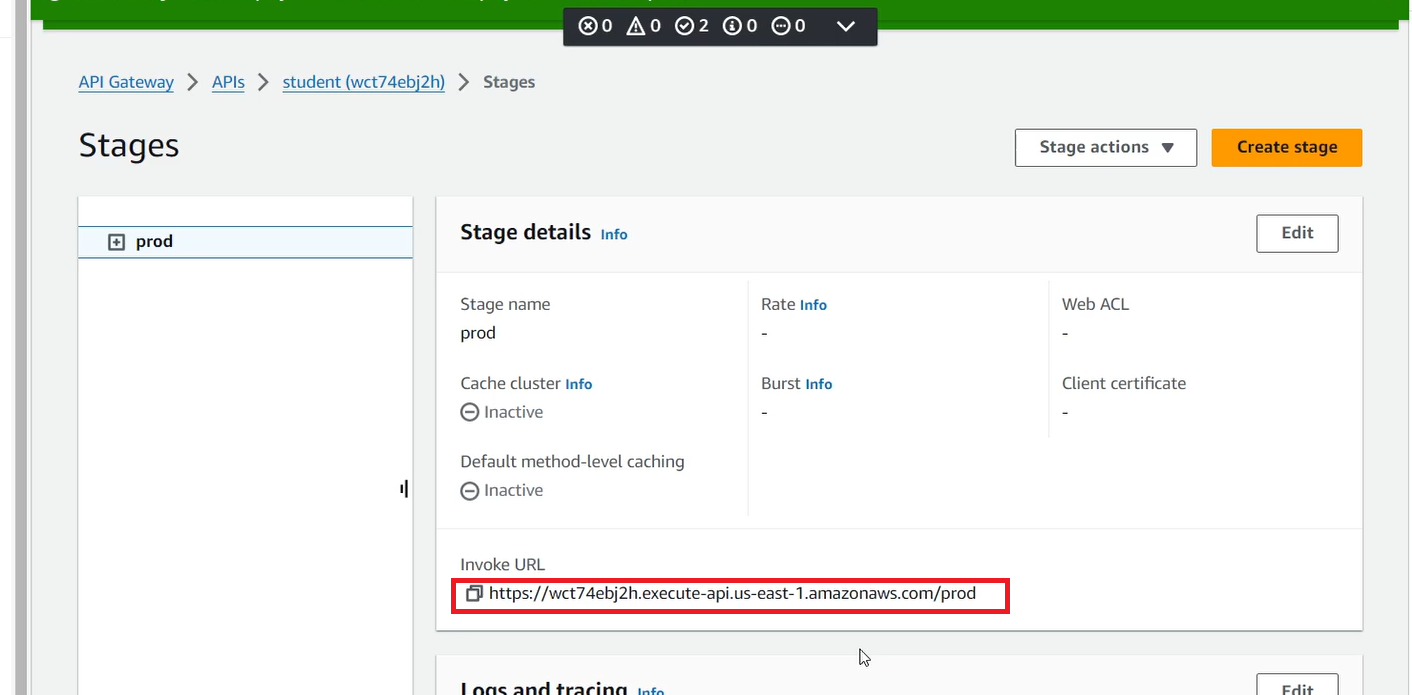 0 0 2 0 0
API Gateway APIs student (wct74ebj2h) Stages
Stages
Stage actions
Create stage
prod
Stage details Info
Edit
Stage name
prod
Rate Info
-
Web ACL
-
Cache cluster Info
Inactive
Burst Info
-
Client certificate
-
Default method-level caching
Inactive
Invoke URL
https://wct74ebj2h.execute-api.us-east-1.amazonaws.com/prod
Logs and tracing Info
Edit